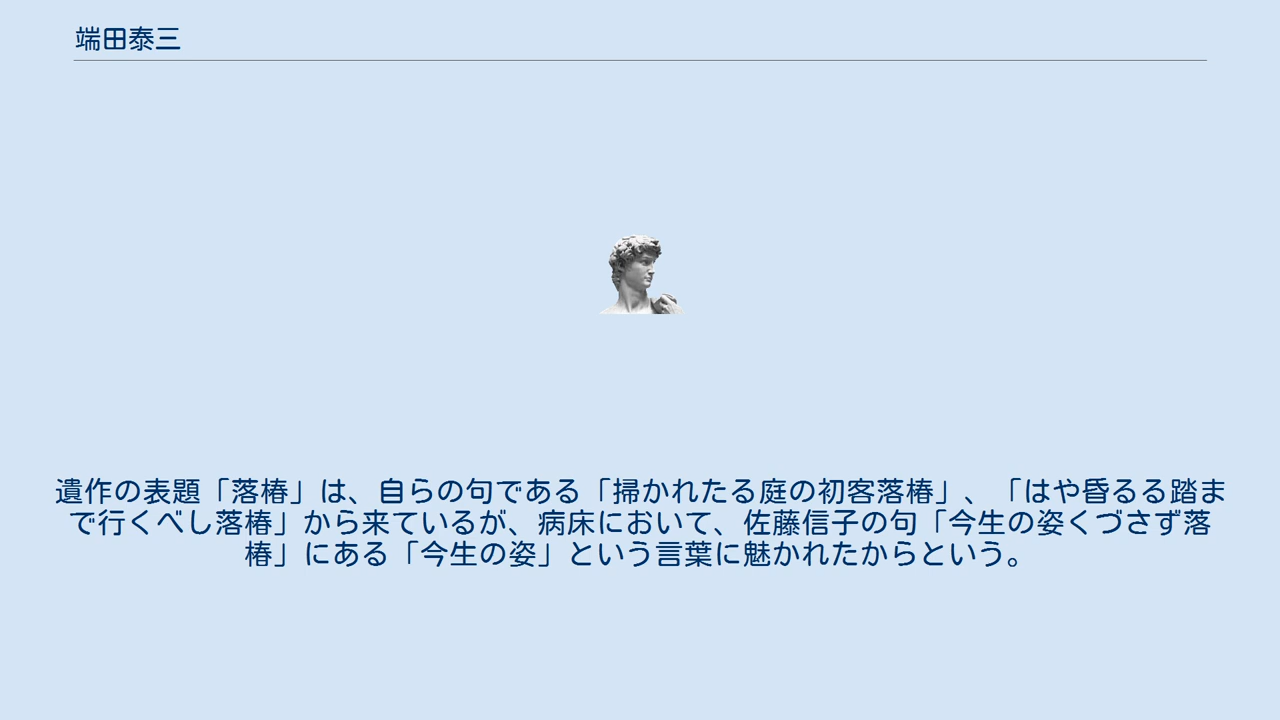 端田泰三
遺作の表題「落椿」は、自らの句である「掃かれたる庭の初客落椿」、「はや昏るる踏ま
で行くべし落椿」から来ているが、病床において、佐藤信子の句「今生の姿くづさず落
椿」にある「今生の姿」という言葉に魅かれたからという。